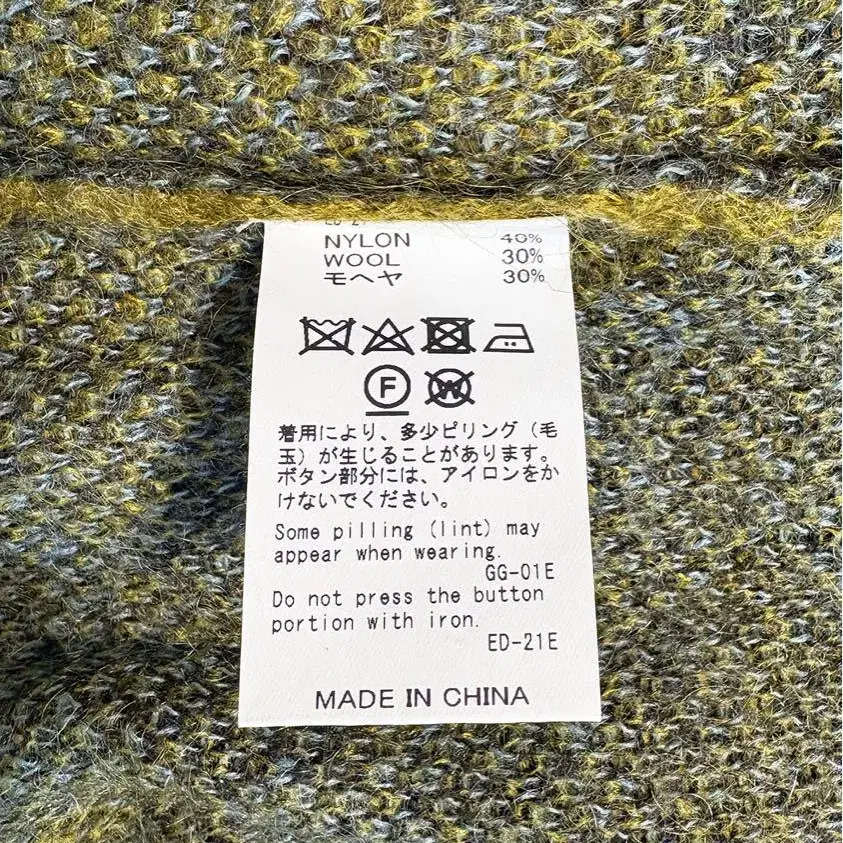 NYLON 40%
WOOL 30%
モヘヤ 30%
F W
着用により、多少ピリング（毛
玉）が生じることがあります。
ボタン部分には、アイロンをか
けないでください。
Some pilling (lint) may
appear when wearing.
GG-01E
Do not press the button
portion with iron.
ED-21E
MADE IN CHINA